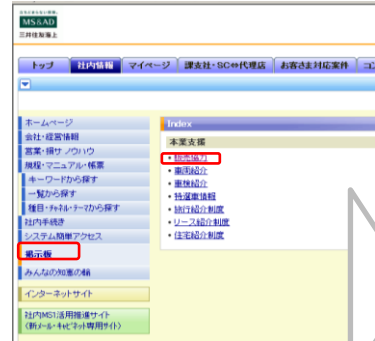 MS&AD
三井住友海上
トップ 社内情報 マイページ 課支社・SC⇔代理店 お客さま対応案件 コン
ホームページ
会社・経営情報
営業・損サ ノウハウ
規程・マニュアル・帳票
キーワードから探す
一覧から探す
種目・チャネル・テーマから探す
社内手続き
システム簡単アクセス
掲示板
みんなの知恵の輪
インターネットサイト
社内MS1活用推進サイト
(新メール・キャビネット専用サイト)
Index
本業支援
・販売協力
・車両紹介
・車検紹介
・特選車情報
・旅行紹介制度
・リース紹介制度
・住宅紹介制度